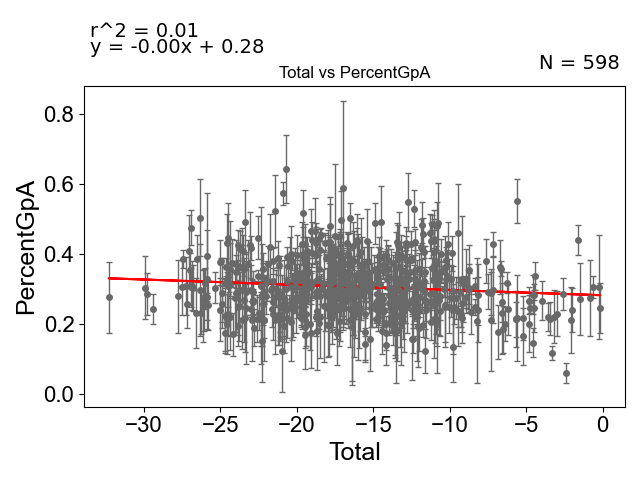 r^2 = 0.01
y = -0.00x + 0.28
N = 598
Total vs PercentGpA
PercentGpA
0.8
0.6
0.4
0.2
0.0
−30 −25 −20 −15 −10 −5 0
Total